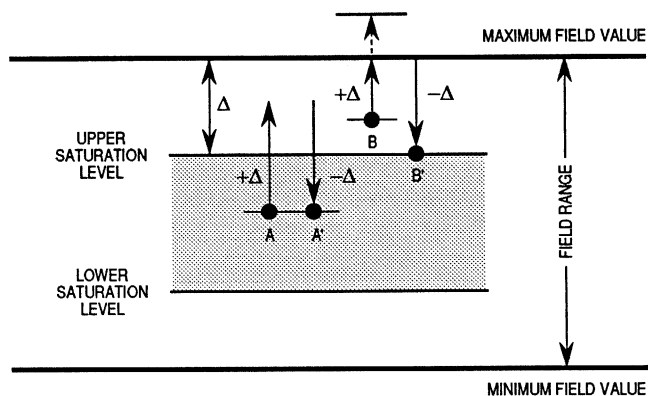 MAXIMUM FIELD VALUE
Δ
+Δ
−Δ
B
UPPER
SATURATION
LEVEL
B'
+Δ
−Δ
A
A'
FIELD RANGE
LOWER
SATURATION
LEVEL
MINIMUM FIELD VALUE